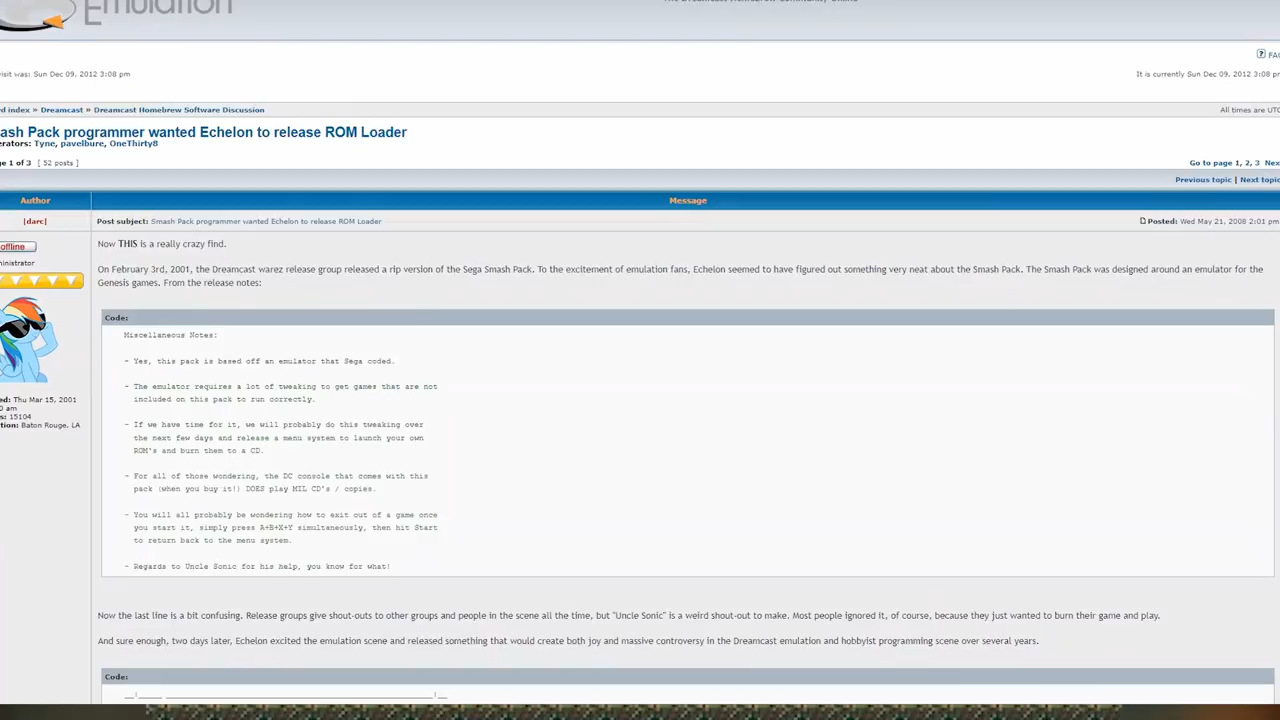 Emulation
visit was: Sun Dec 09, 2012 3:08 pm
It is currently Sun Dec 09, 2012 3:08 pm
rd index » Dreamcast » Dreamcast Homebrew Software Discussion
All times are UTC
ash Pack programmer wanted Echelon to release ROM Loader
erators: Tyne, pavelbure, OneThirty8
ge 1 of 3 [ 52 posts ]
Go to page 1, 2, 3 Nex
Previous topic | Next topic
Author
Message
|darc|
Post subject: Smash Pack programmer wanted Echelon to release ROM Loader
Posted: Wed May 21, 2008 2:01 pm
offline
ministrator
Now THIS is a really crazy find.
On February 3rd, 2001, the Dreamcast warez release group released a rip version of the Sega Smash Pack. To the excitement of emulation fans, Echelon seemed to have figured out something very neat about the Smash Pack. The Smash Pack was designed around an emulator for the
Genesis games. From the release notes:
Code:
Miscellaneous Notes:
- Yes, this pack is based off an emulator that Sega coded.
- The emulator requires a lot of tweaking to get games that are not
included on this pack to run correctly.
- If we have time for it, we will probably do this tweaking over
the next few days and release a menu system to launch your own
ROM's and burn them to a CD.
- For all of those wondering, the DC console that comes with this
pack (when you buy it!) DOES play MIL CD's / copies.
- You will all probably be wondering how to exit out of a game once
you start it, simply press A+B+X+Y simultaneously, then hit Start
to return back to the menu system.
- Regards to Uncle Sonic for his help, you know for what!
ed: Thu Mar 15, 2001
0 am
s: 15104
tion: Baton Rouge, LA
Now the last line is a bit confusing. Release groups give shout-outs to other groups and people in the scene all the time, but "Uncle Sonic" is a weird shout-out to make. Most people ignored it, of course, because they just wanted to burn their game and play.
And sure enough, two days later, Echelon excited the emulation scene and released something that would create both joy and massive controversy in the Dreamcast emulation and hobbyist programming scene over several years.
Code: